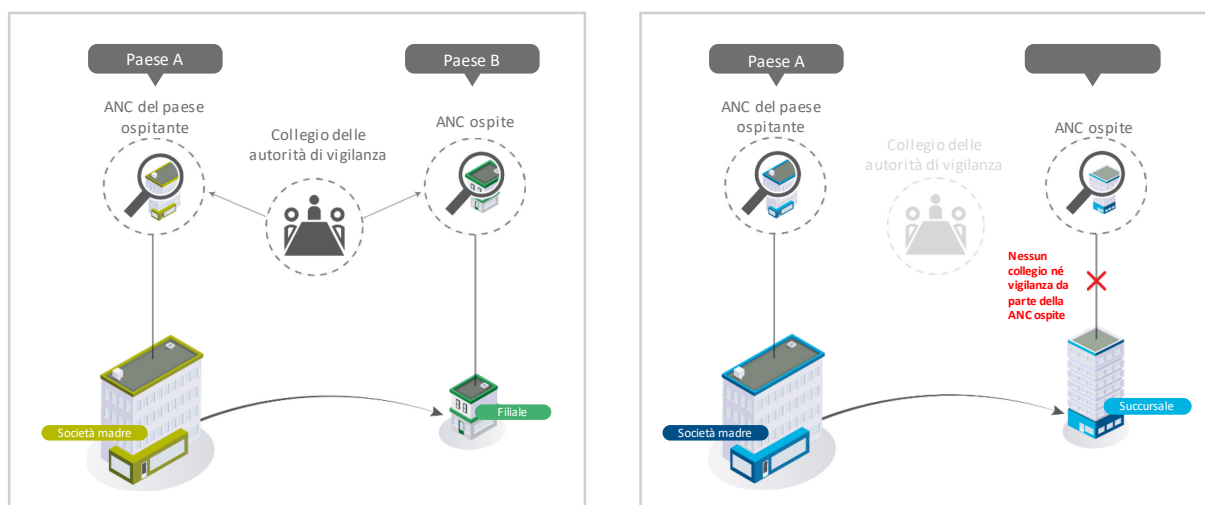 Paese A
Paese B
ANC del paese
ospitante
ANC ospite
Collegio delle
autorità di vigilanza
Società madre
Filiale
Paese A
ANC del paese
ospitante
ANC ospite
Collegio delle
autorità di vigilanza
Nessun
collegio né
vigilanza da
parte della
ANC ospite
Società madre
Succursale